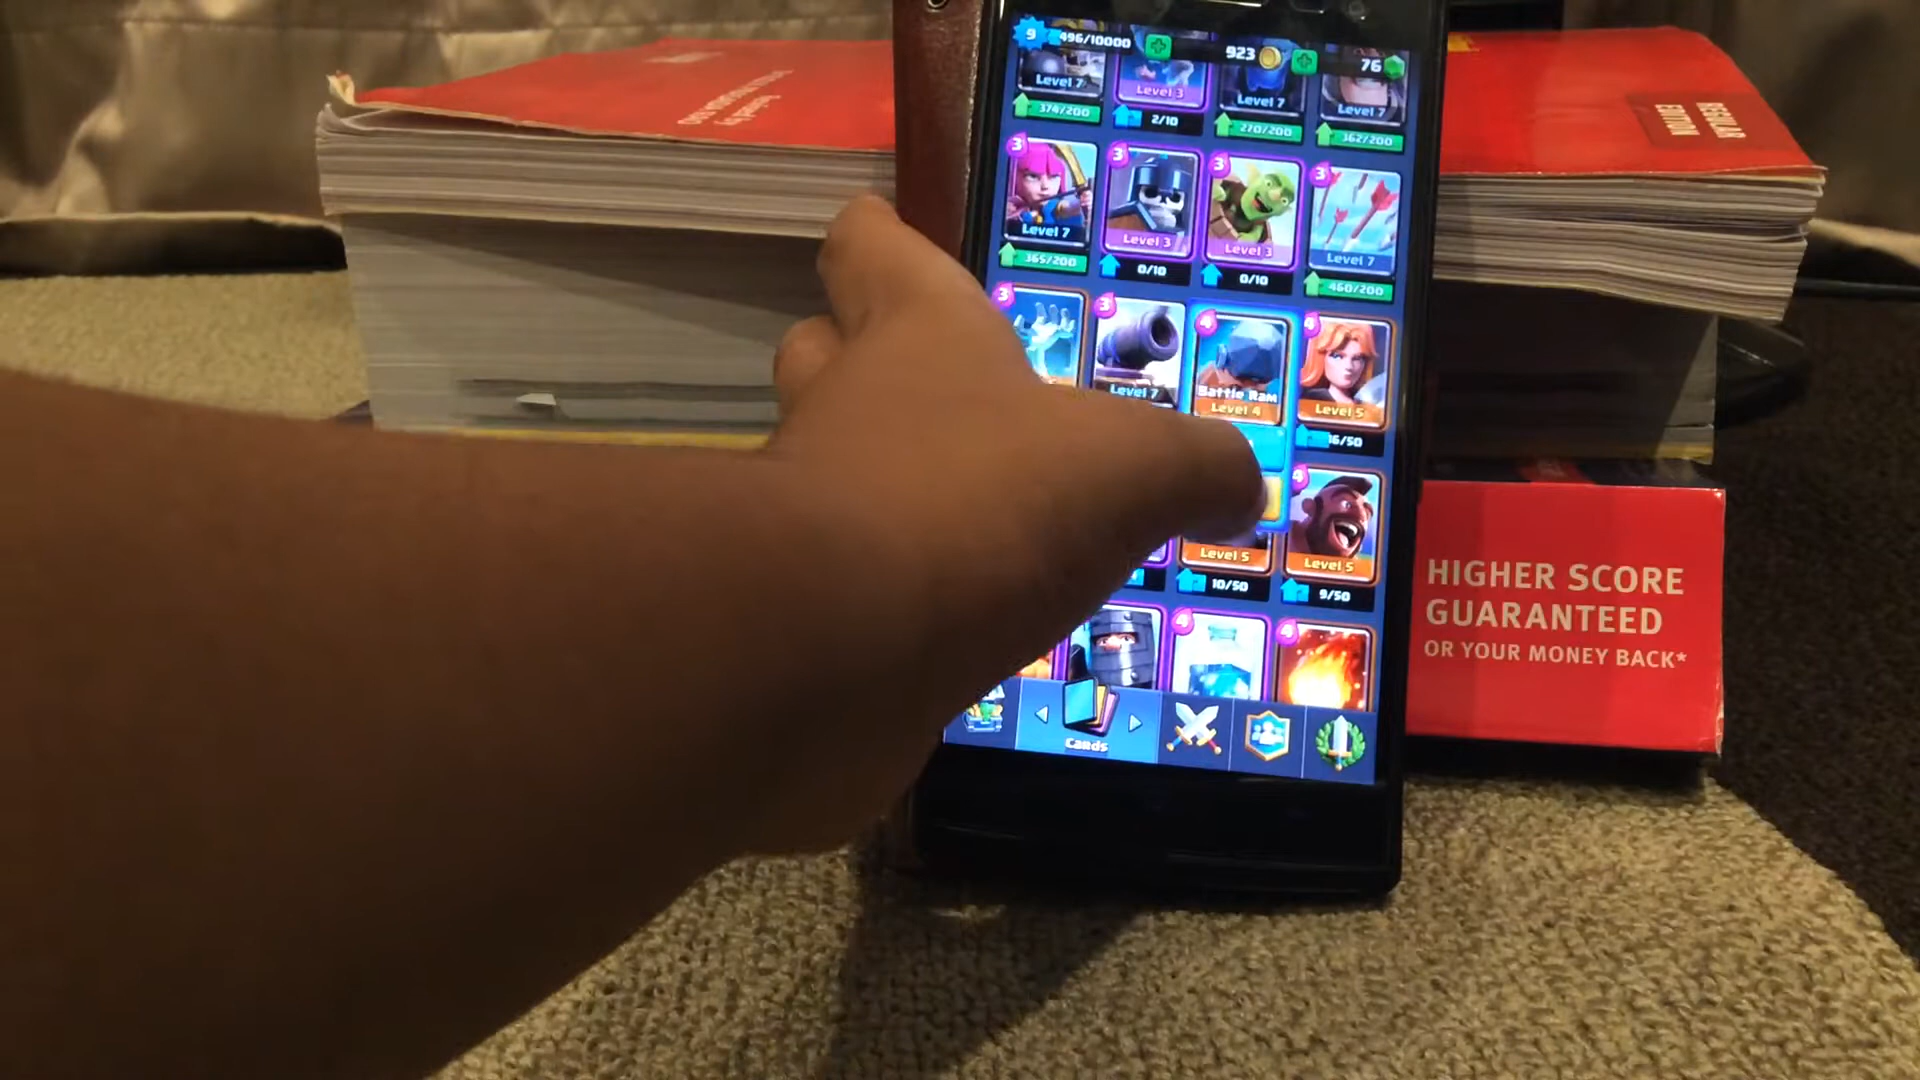 9 496/10000 923 76
Level 7 Level 3 Level 7 Level 7
374/200 2/10 270/200 362/200
3 3 3 3
Level 7 Level 3 Level 3 Level 7
365/200 0/10 0/10 460/200
3 3 4 4
Level 7 Battle Ram
Level 4 Level 5
16/50
4
Level 5 Level 5
10/50 9/50
4 4
Cards
REGULAR
EDITION
HIGHER SCORE
GUARANTEED
OR YOUR MONEY BACK*